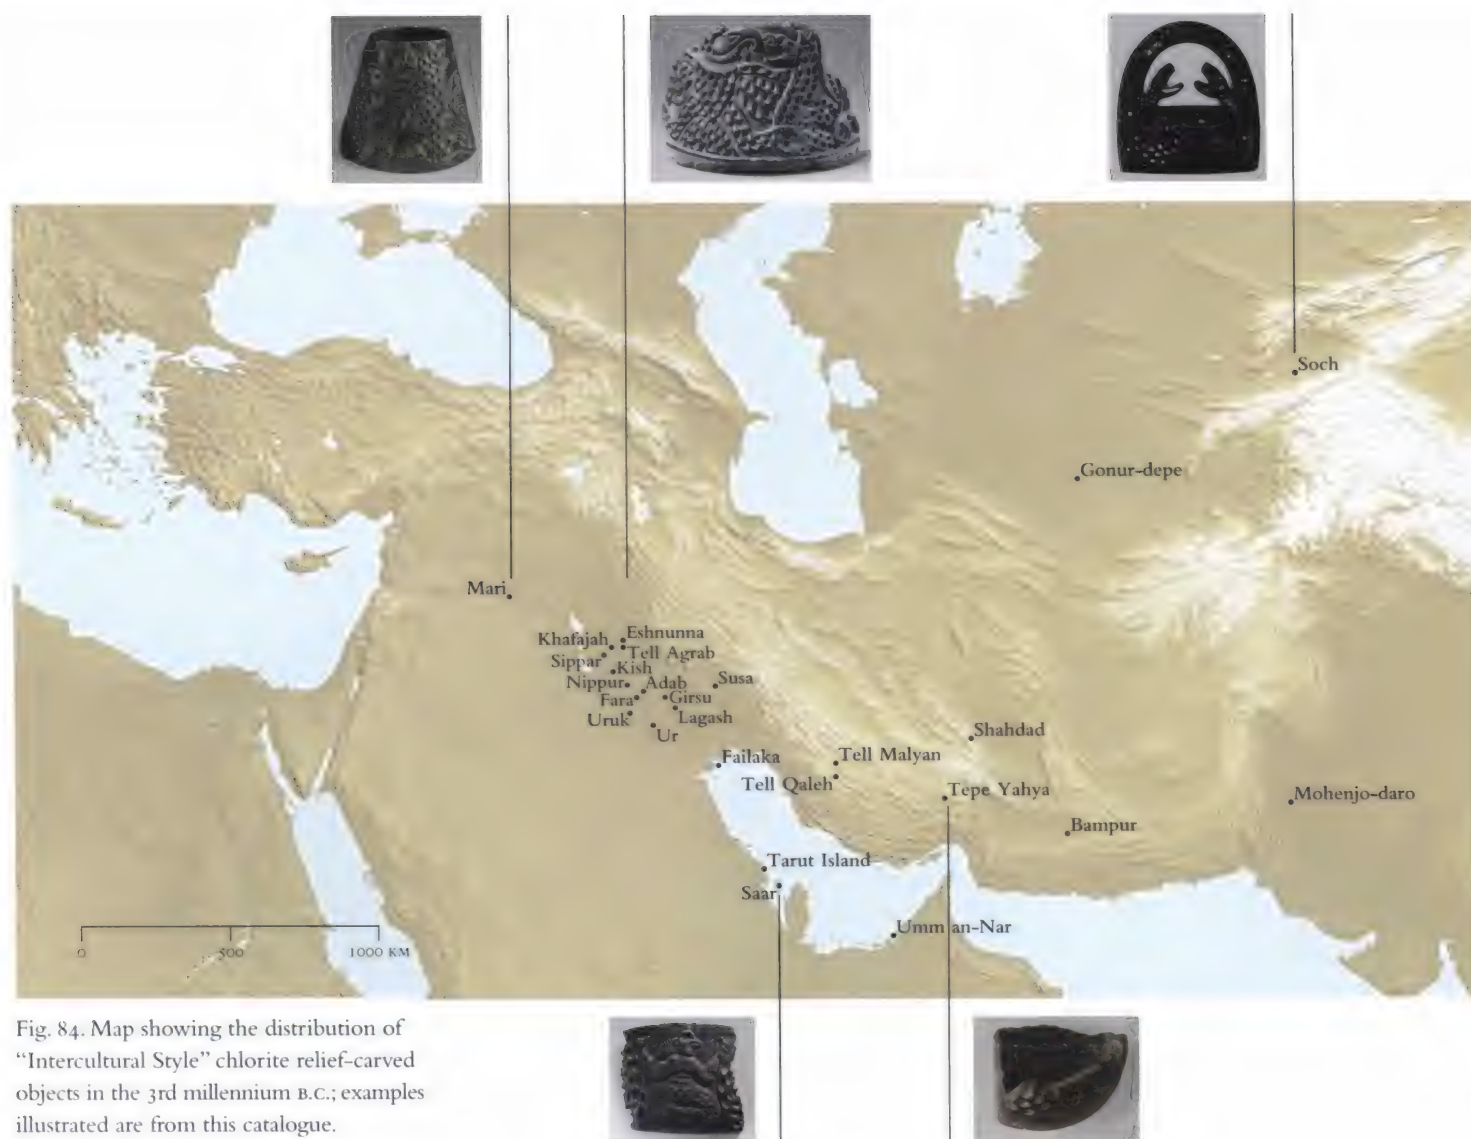 Soch
Gonur-depe
Mari
Khafajah
Eshnunna
Tell Agrab
Sippar
Kish
Nippur
Adab
Susa
Fara
Girsu
Uruk
Lagash
Ur
Shahdad
Failaka
Tell Malyan
Tell Qaleh
Tepe Yahya
Mohenjo-daro
Bampur
Tarut Island
Saar
Umm an-Nar
0 500 1000 KM
Fig. 84. Map showing the distribution of
“Intercultural Style” chlorite relief-carved
objects in the 3rd millennium B.C.; examples
illustrated are from this catalogue.